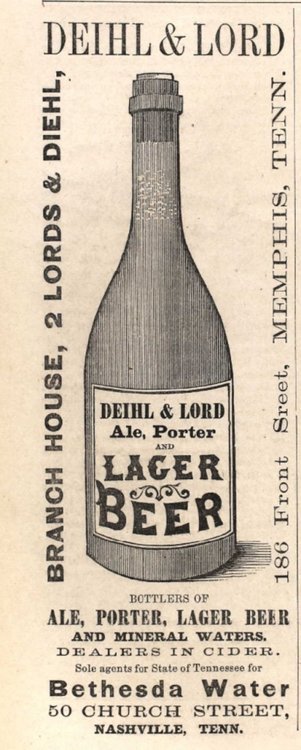 DEIHL & LORD
BRANCH HOUSE, 2 LORDS & DIEHL,
186 Front Sreet, MEMPHIS, TENN.
DEIHL & LORD
Ale, Porter
AND
LAGER
BEER
BOTTLERS OF
ALE, PORTER, LAGER BEER
AND MINERAL WATERS.
DEALERS IN CIDER.
Sole agents for State of Tennessee for
Bethesda Water
50 CHURCH STREET,
NASHVILLE, TENN.